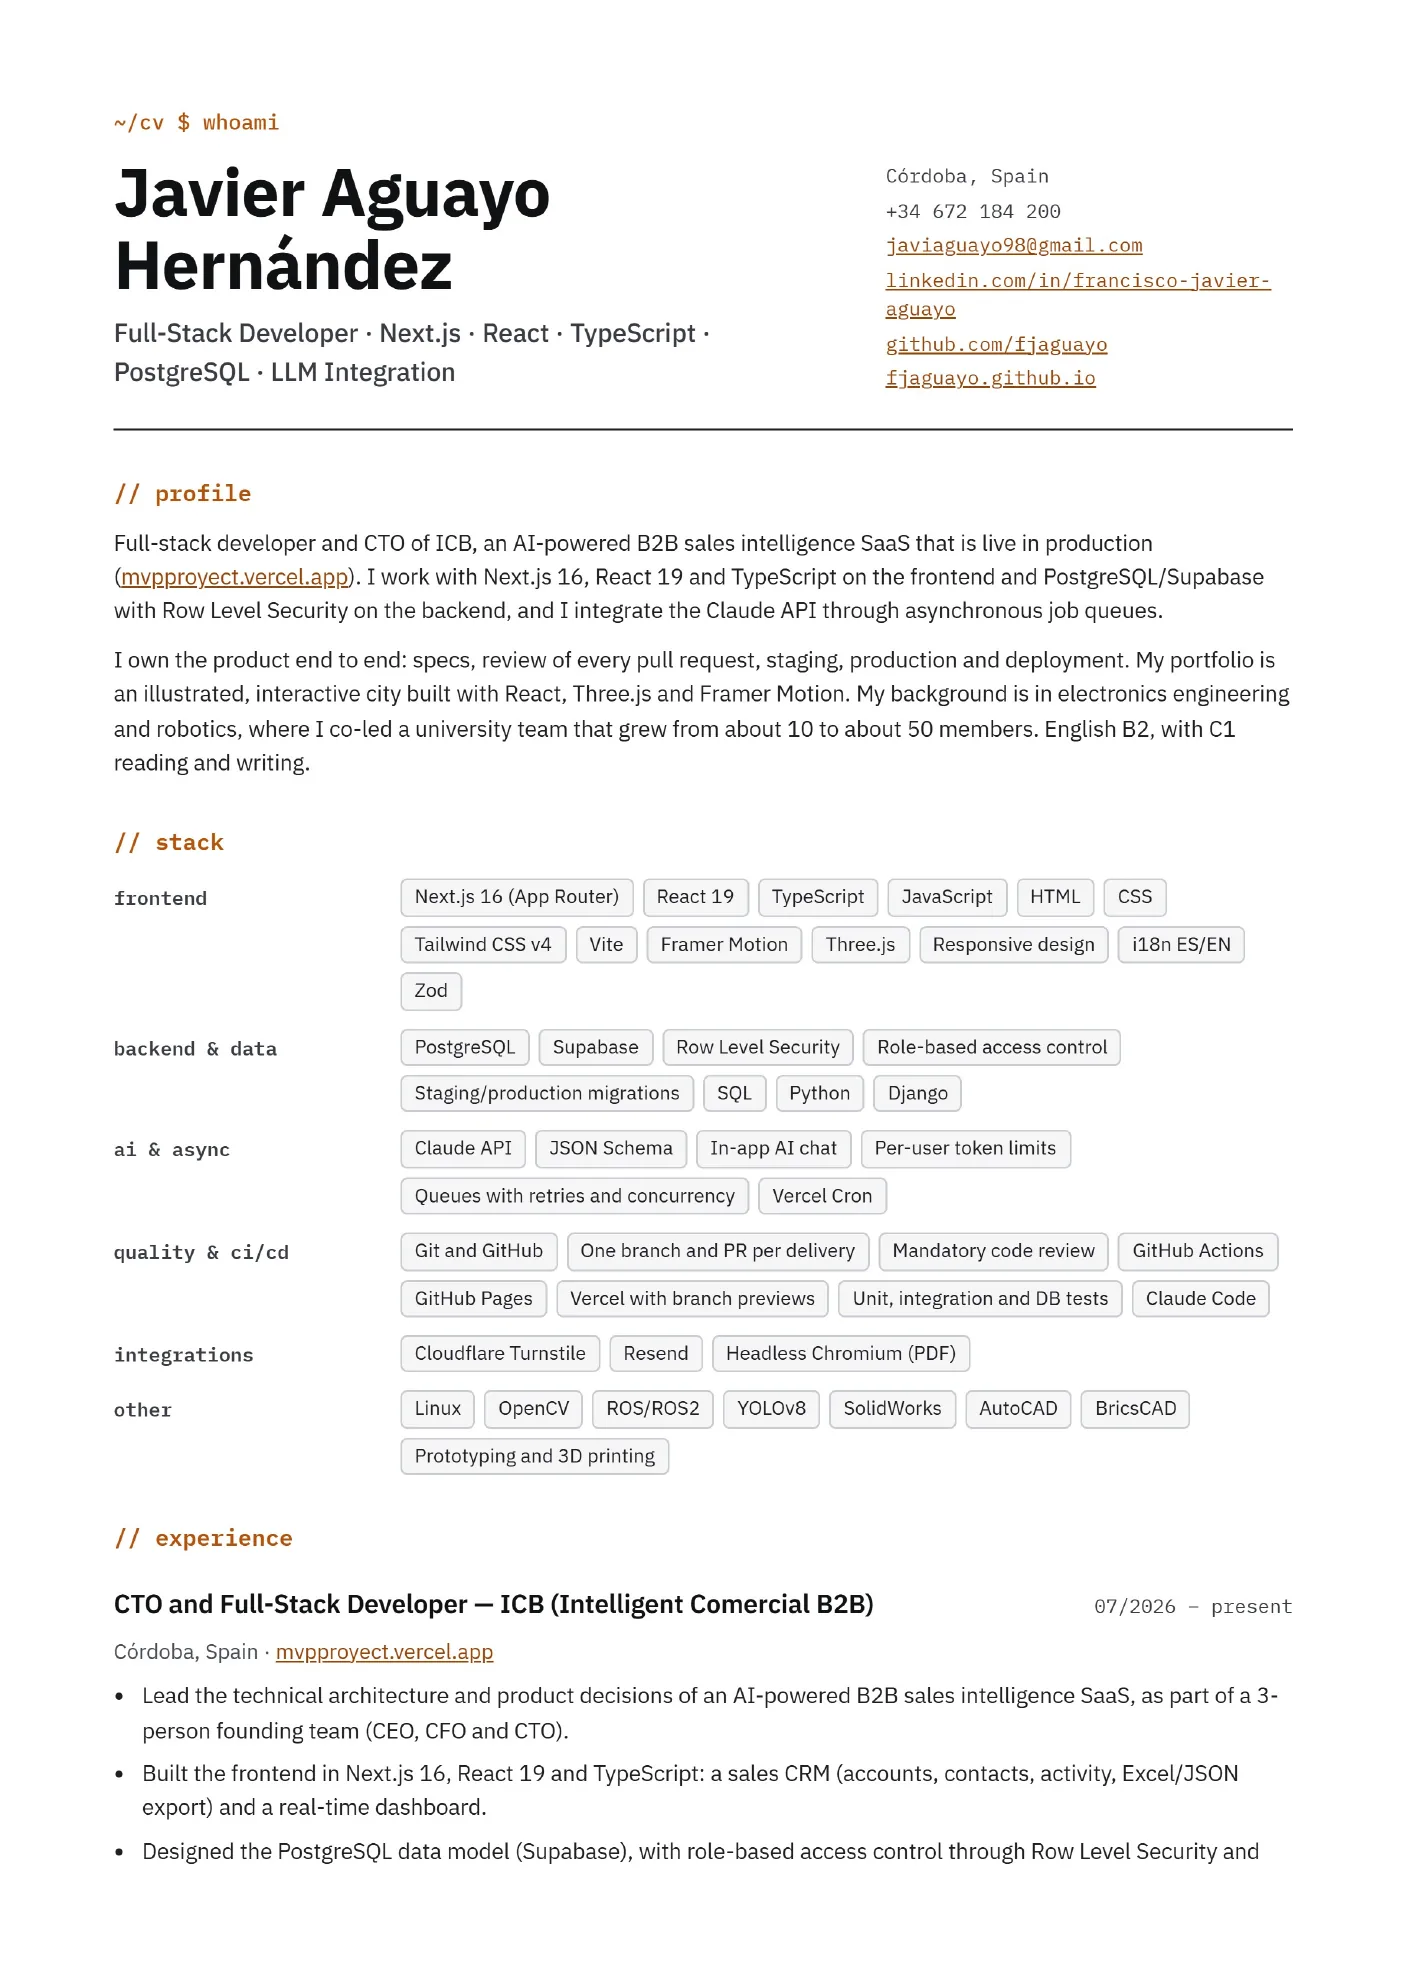 ~/cv $ whoami
Javier Aguayo
Hernández
Full-Stack Developer · Next.js · React · TypeScript ·
PostgreSQL · LLM Integration
Córdoba, Spain
+34 672 184 200
javiaguayo98@gmail.com
linkedin.com/in/francisco-javier-
aguayo
github.com/fjaguayo
fjaguayo.github.io
// profile
Full-stack developer and CTO of ICB, an AI-powered B2B sales intelligence SaaS that is live in production
(mvpproyect.vercel.app). I work with Next.js 16, React 19 and TypeScript on the frontend and PostgreSQL/Supabase
with Row Level Security on the backend, and I integrate the Claude API through asynchronous job queues.
I own the product end to end: specs, review of every pull request, staging, production and deployment. My portfolio is
an illustrated, interactive city built with React, Three.js and Framer Motion. My background is in electronics engineering
and robotics, where I co-led a university team that grew from about 10 to about 50 members. English B2, with C1
reading and writing.
// stack
frontend
Next.js 16 (App Router) React 19 TypeScript JavaScript HTML CSS
Tailwind CSS v4 Vite Framer Motion Three.js Responsive design i18n ES/EN
Zod
backend & data
PostgreSQL Supabase Row Level Security Role-based access control
Staging/production migrations SQL Python Django
ai & async
Claude API JSON Schema In-app AI chat Per-user token limits
Queues with retries and concurrency Vercel Cron
quality & ci/cd
Git and GitHub One branch and PR per delivery Mandatory code review GitHub Actions
GitHub Pages Vercel with branch previews Unit, integration and DB tests Claude Code
integrations
Cloudflare Turnstile Resend Headless Chromium (PDF)
other
Linux OpenCV ROS/ROS2 YOLOv8 SolidWorks AutoCAD BricsCAD
Prototyping and 3D printing
// experience
CTO and Full-Stack Developer — ICB (Intelligent Comercial B2B)
07/2026 – present
Córdoba, Spain · mvpproyect.vercel.app
• Lead the technical architecture and product decisions of an AI-powered B2B sales intelligence SaaS, as part of a 3-
person founding team (CEO, CFO and CTO).
• Built the frontend in Next.js 16, React 19 and TypeScript: a sales CRM (accounts, contacts, activity, Excel/JSON
export) and a real-time dashboard.
• Designed the PostgreSQL data model (Supabase), with role-based access control through Row Level Security and